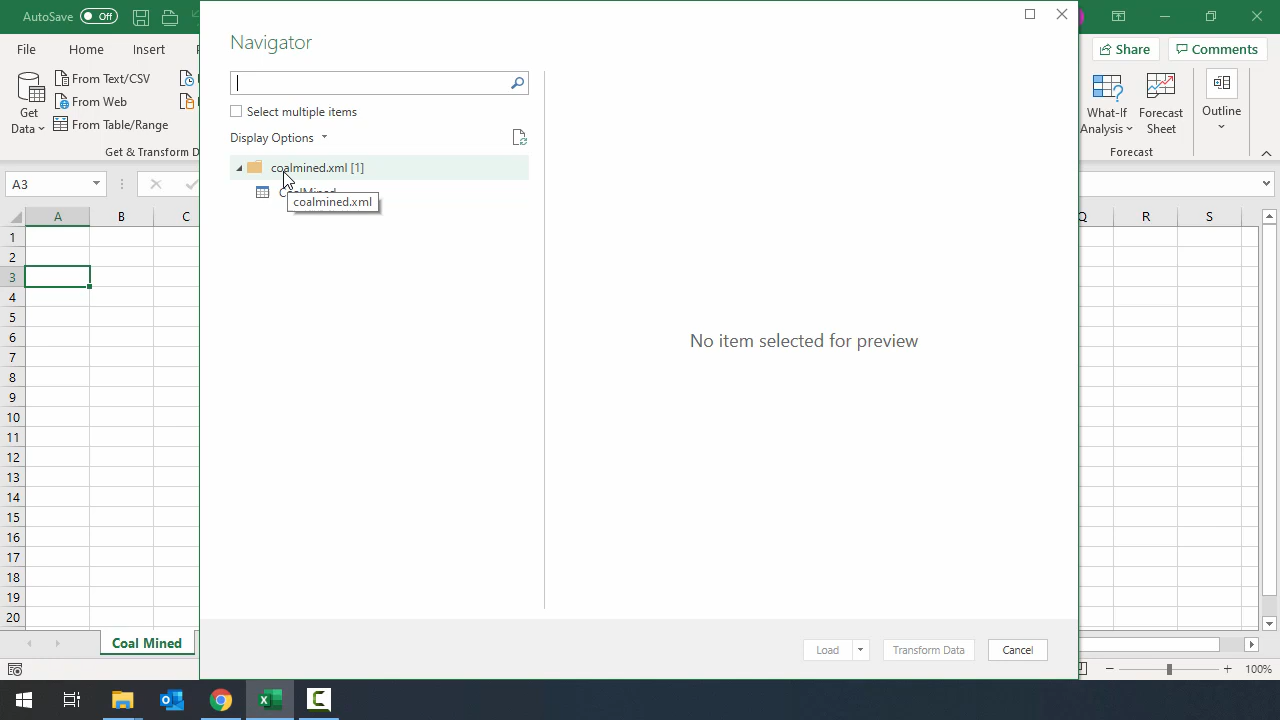 AutoSave Off
Navigator
File Home Insert
Share Comments
Select multiple items
Display Options
coalmined.xml [1]
CoalMined
coalmined.xml
No item selected for preview
Get Data
From Text/CSV
From Web
From Table/Range
Get & Transform D
What-If Analysis
Forecast Sheet
Outline
Forecast
A3
A B C Q R S
1
2
3
4
5
6
7
8
9
10
11
12
13
14
15
16
17
18
19
20
Load Transform Data Cancel
Coal Mined
100%